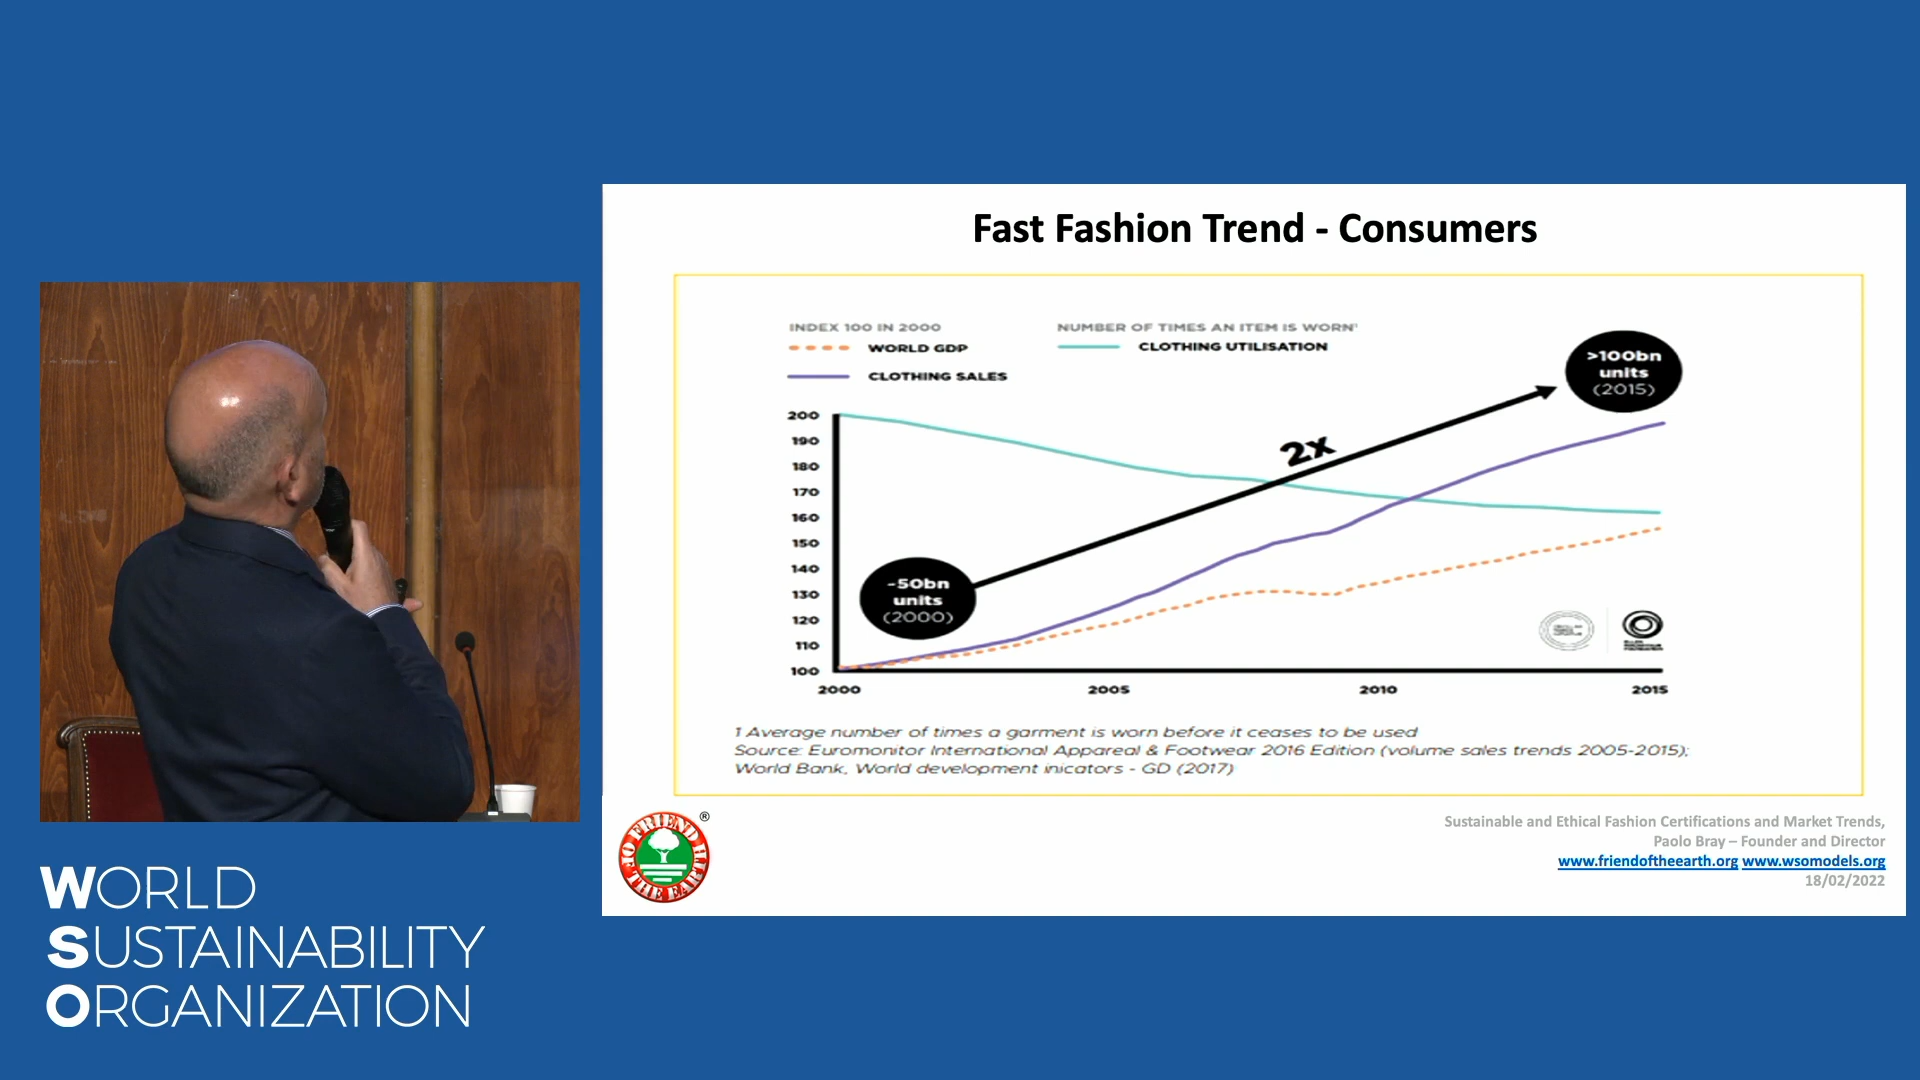 Fast Fashion Trend - Consumers
INDEX 100 IN 2000
WORLD GDP
CLOTHING SALES
NUMBER OF TIMES AN ITEM IS WORN¹
CLOTHING UTILISATION
>100bn
units
(2015)
2x
~50bn
units
(2000)
200
190
180
170
160
150
140
130
120
110
100
2000
2005
2010
2015
1 Average number of times a garment is worn before it ceases to be used
Source: Euromonitor International Appareal & Footwear 2016 Edition (volume sales trends 2005-2015);
World Bank, World development inicators - GD (2017)
FRIEND OF THE EARTH
®
Sustainable and Ethical Fashion Certifications and Market Trends,
Paolo Bray – Founder and Director
www.friendoftheearth.org www.wsomodels.org
18/02/2022
WORLD
SUSTAINABILITY
ORGANIZATION